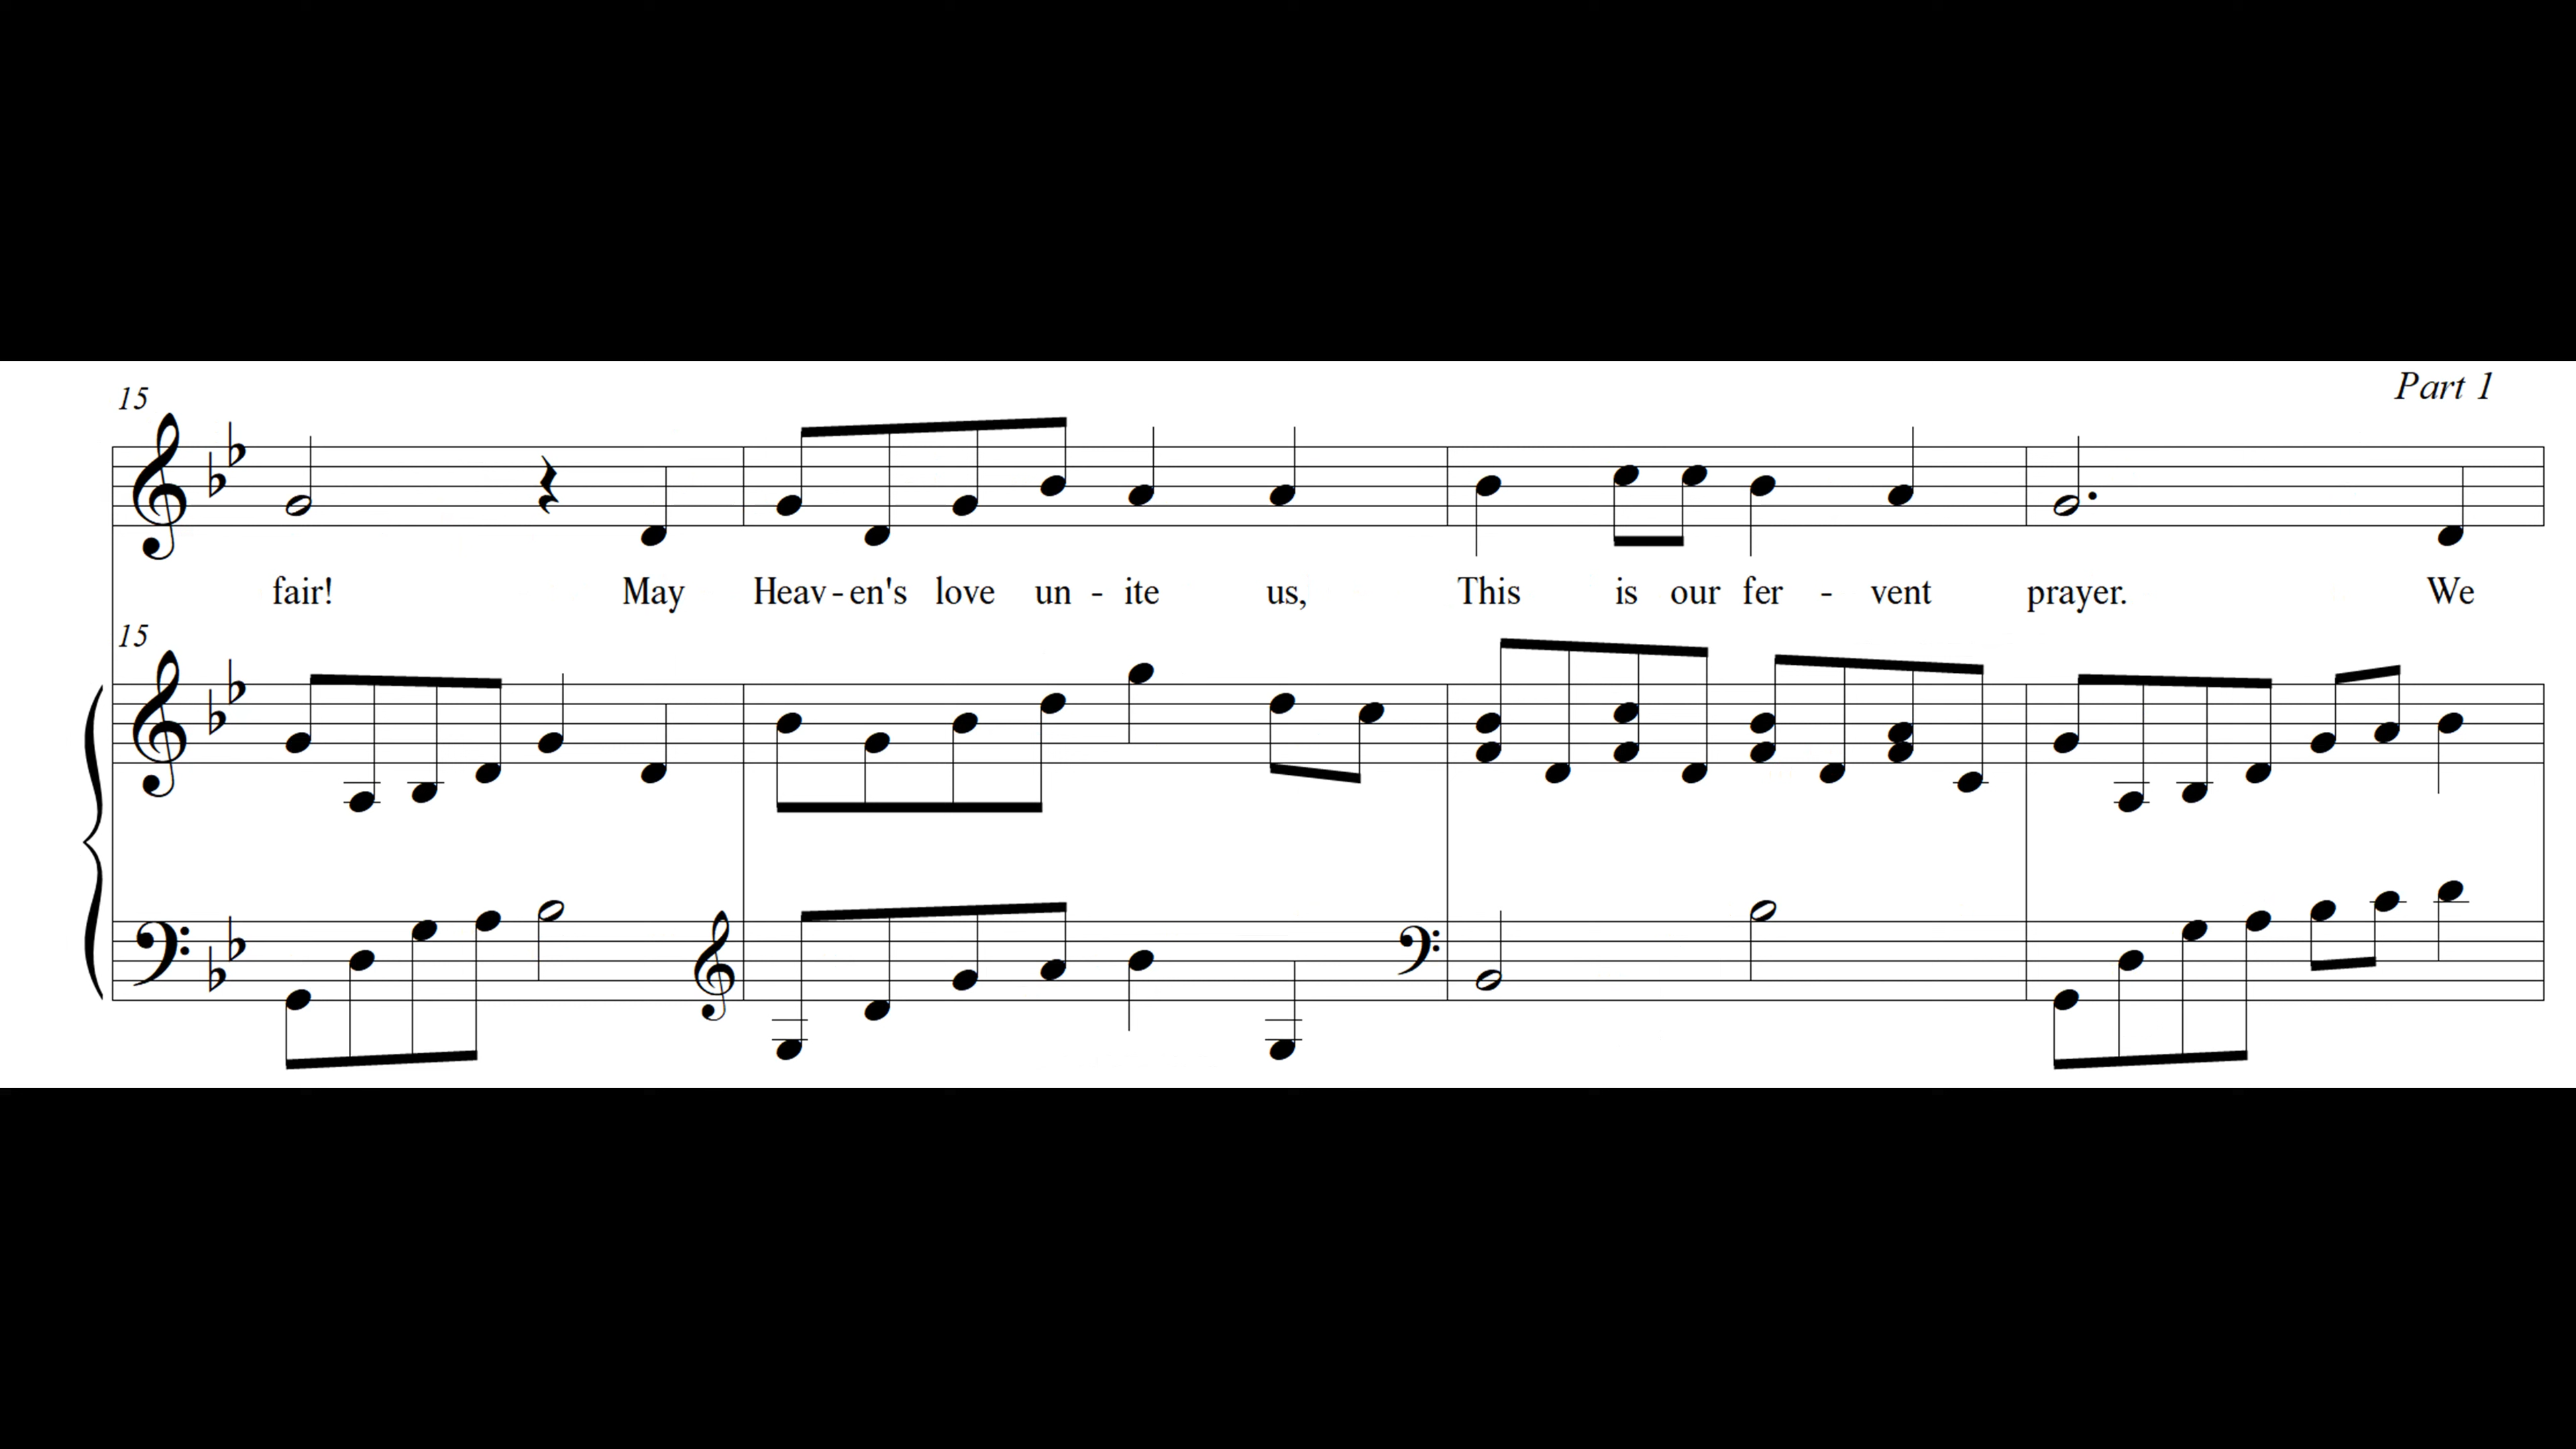 15
Part 1
fair! May Heav - en's love un - ite us, This is our fer - vent prayer. We
15